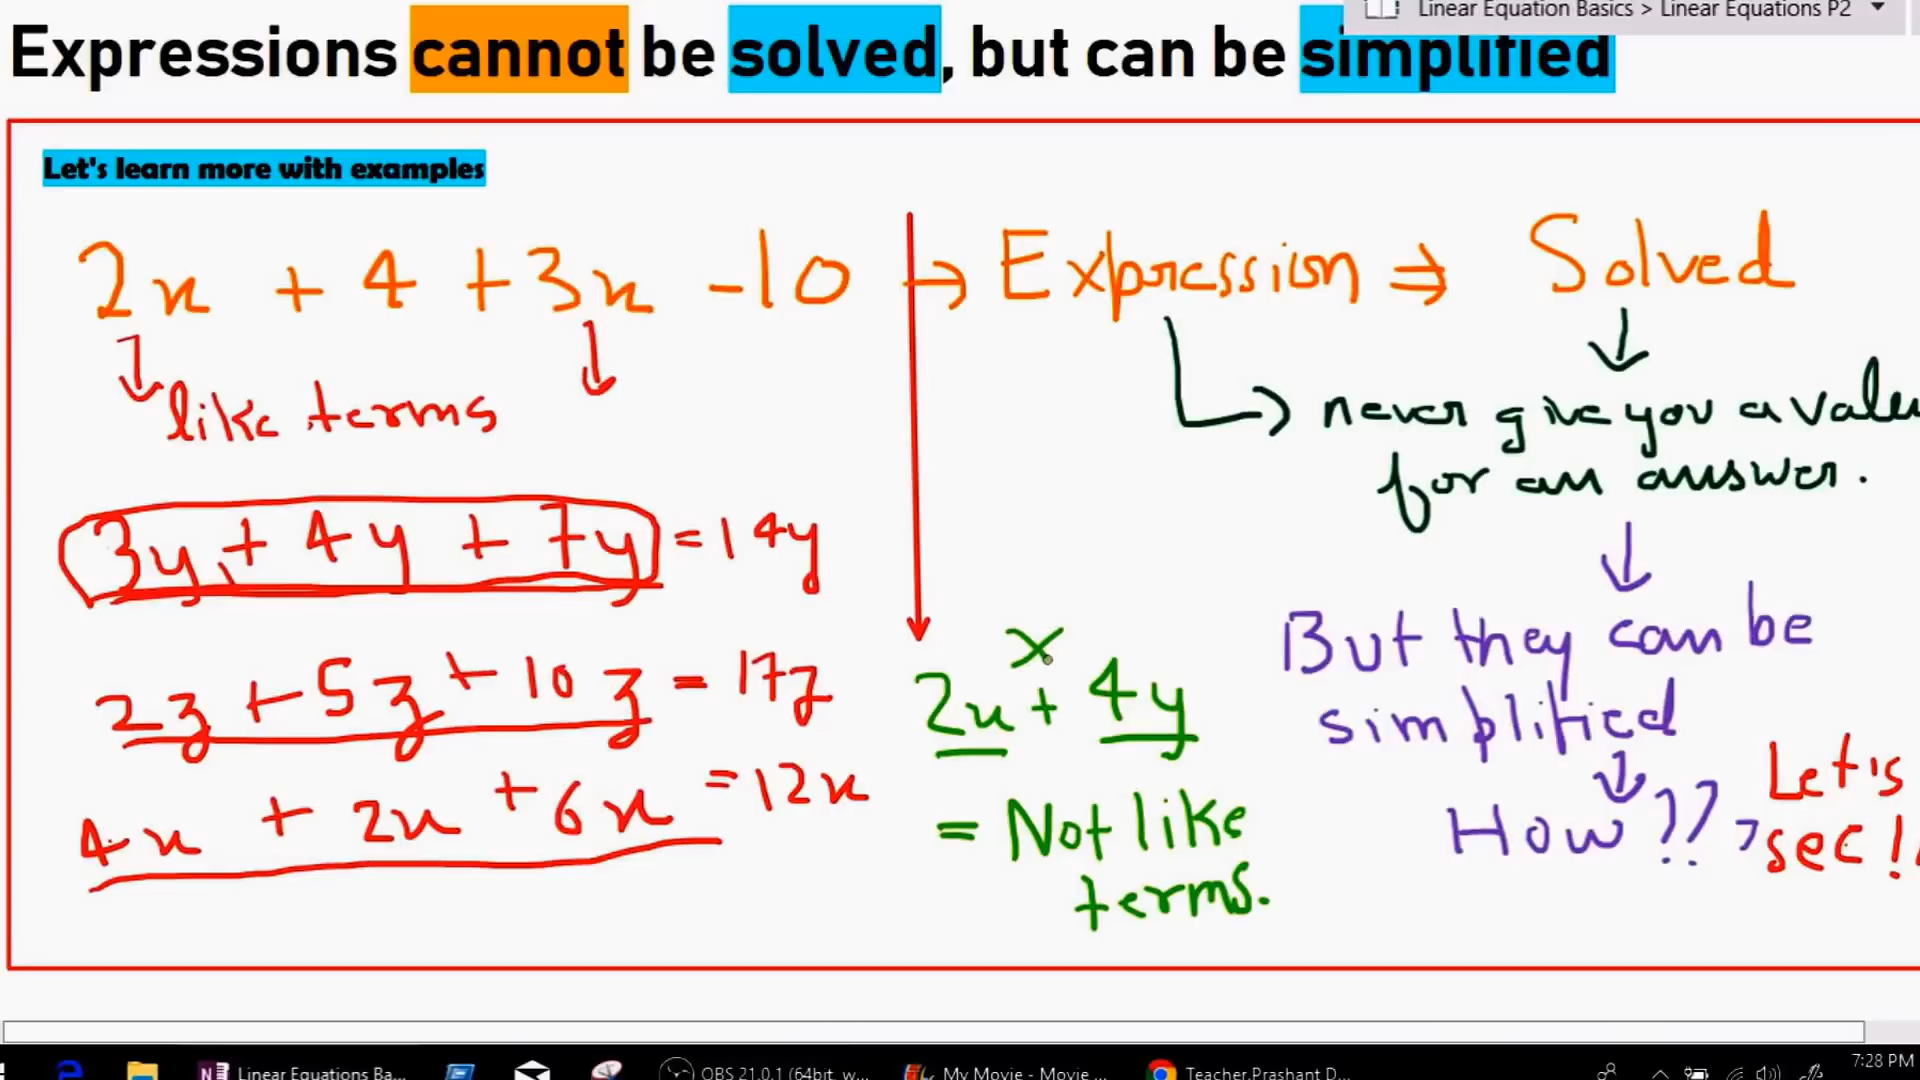 Linear Equation Basics > Linear Equations P2
Expressions cannot be solved, but can be simplified
Let's learn more with examples
2x + 4 + 3x - 10 → Expression ⇒ Solved
like terms
never give you a value
for an answer.
3y + 4y + 7y = 14y
2z + 5z + 10z = 17z
4x + 2x + 6x = 12x
x
2x + 4y
= Not like
terms.
But they can be
simplified
How??
Let's
see!
Linear Equations Ba...
OBS 21.0.1 (64bit, w...
My Movie - Movie ...
Teacher.Prashant D...
7:28 PM